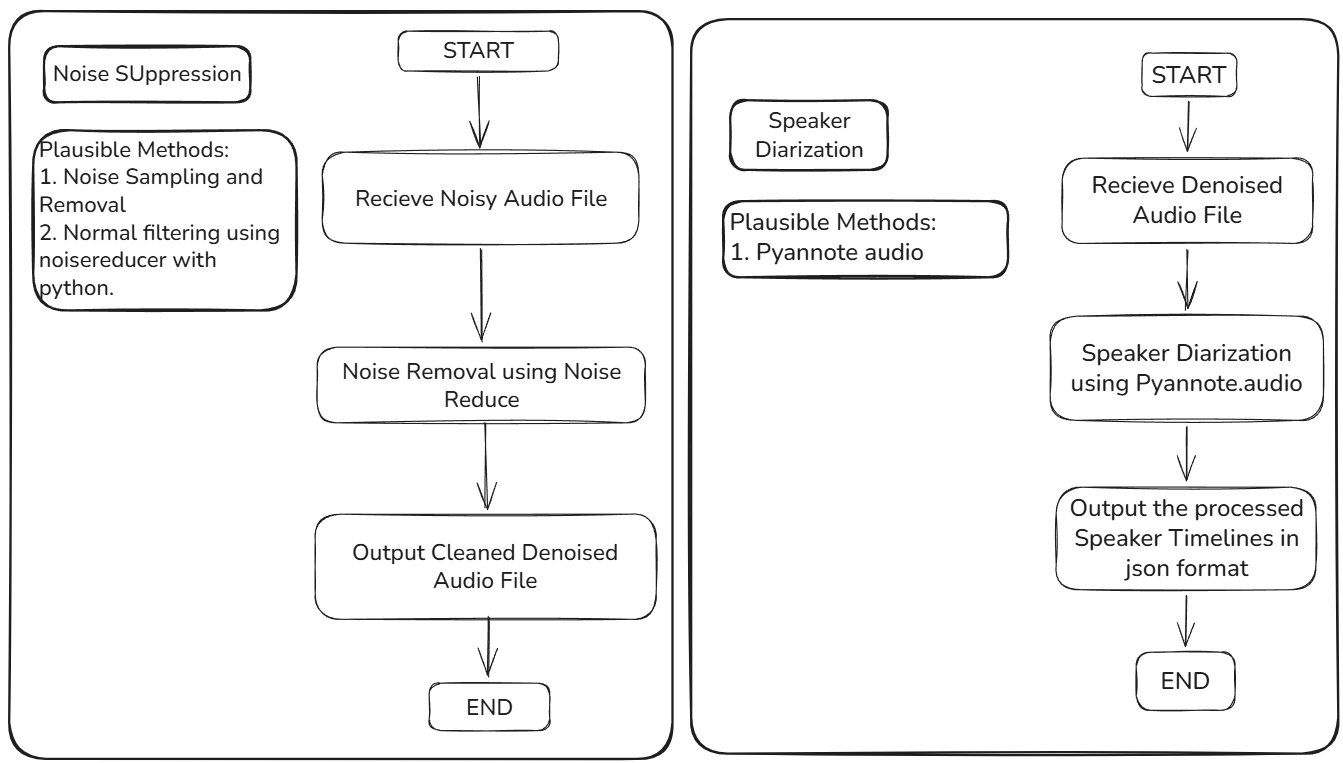 Noise SUppression
Plausible Methods:
1. Noise Sampling and
Removal
2. Normal filtering using
noisereducer with
python.
START
Recieve Noisy Audio File
Noise Removal using Noise
Reduce
Output Cleaned Denoised
Audio File
END
Speaker
Diarization
Plausible Methods:
1. Pyannote audio
START
Recieve Denoised
Audio File
Speaker Diarization
using Pyannote.audio
Output the processed
Speaker Timelines in
json format
END